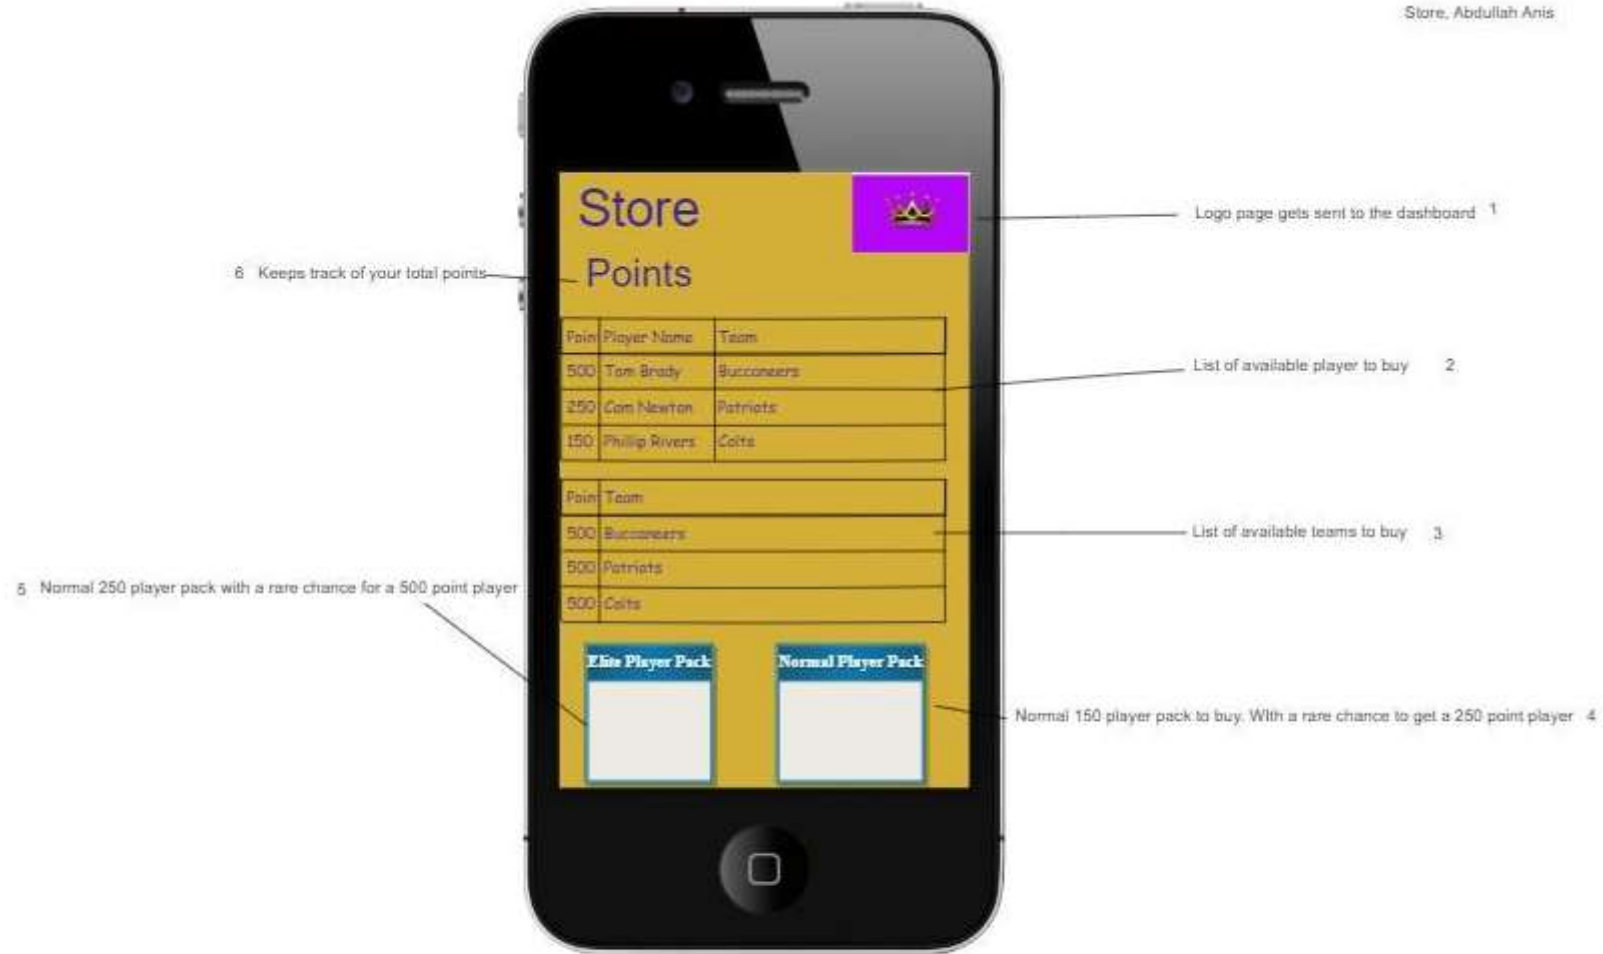 Store, Abdullah Anis
Store
Logo page gets sent to the dashboard 1
6 Keeps track of your total points
Points
Poin Player Name Team
500 Tom Brady Buccaneers
List of available player to buy 2
250 Cam Newton Patriots
150 Phillip Rivers Colts
Poin Team
500 Buccaneers
List of available teams to buy 3
500 Patriots
5 Normal 250 player pack with a rare chance for a 500 point player
500 Colts
Elite Player Pack
Normal Player Pack
Normal 150 player pack to buy. WIth a rare chance to get a 250 point player 4